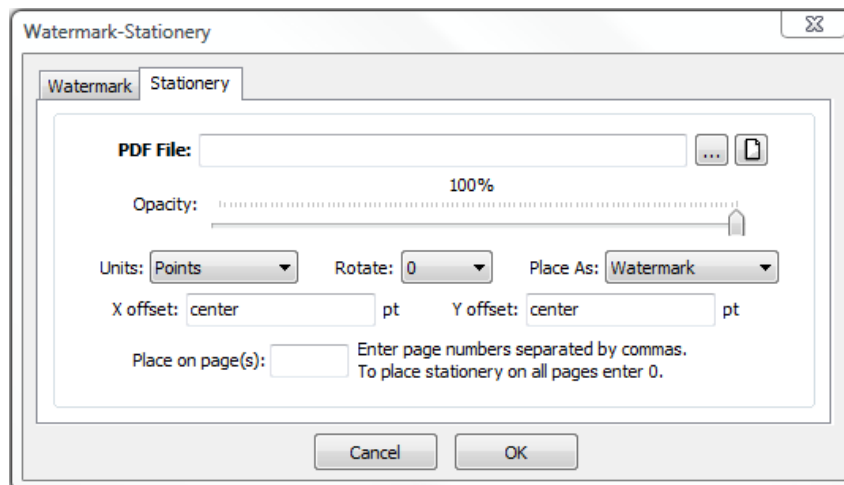 Watermark-Stationery
Watermark Stationery
PDF File: ...
100%
Opacity:
Units: Points Rotate: 0 Place As: Watermark
X offset: center pt Y offset: center pt
Place on page(s): Enter page numbers separated by commas.
To place stationery on all pages enter 0.
Cancel OK